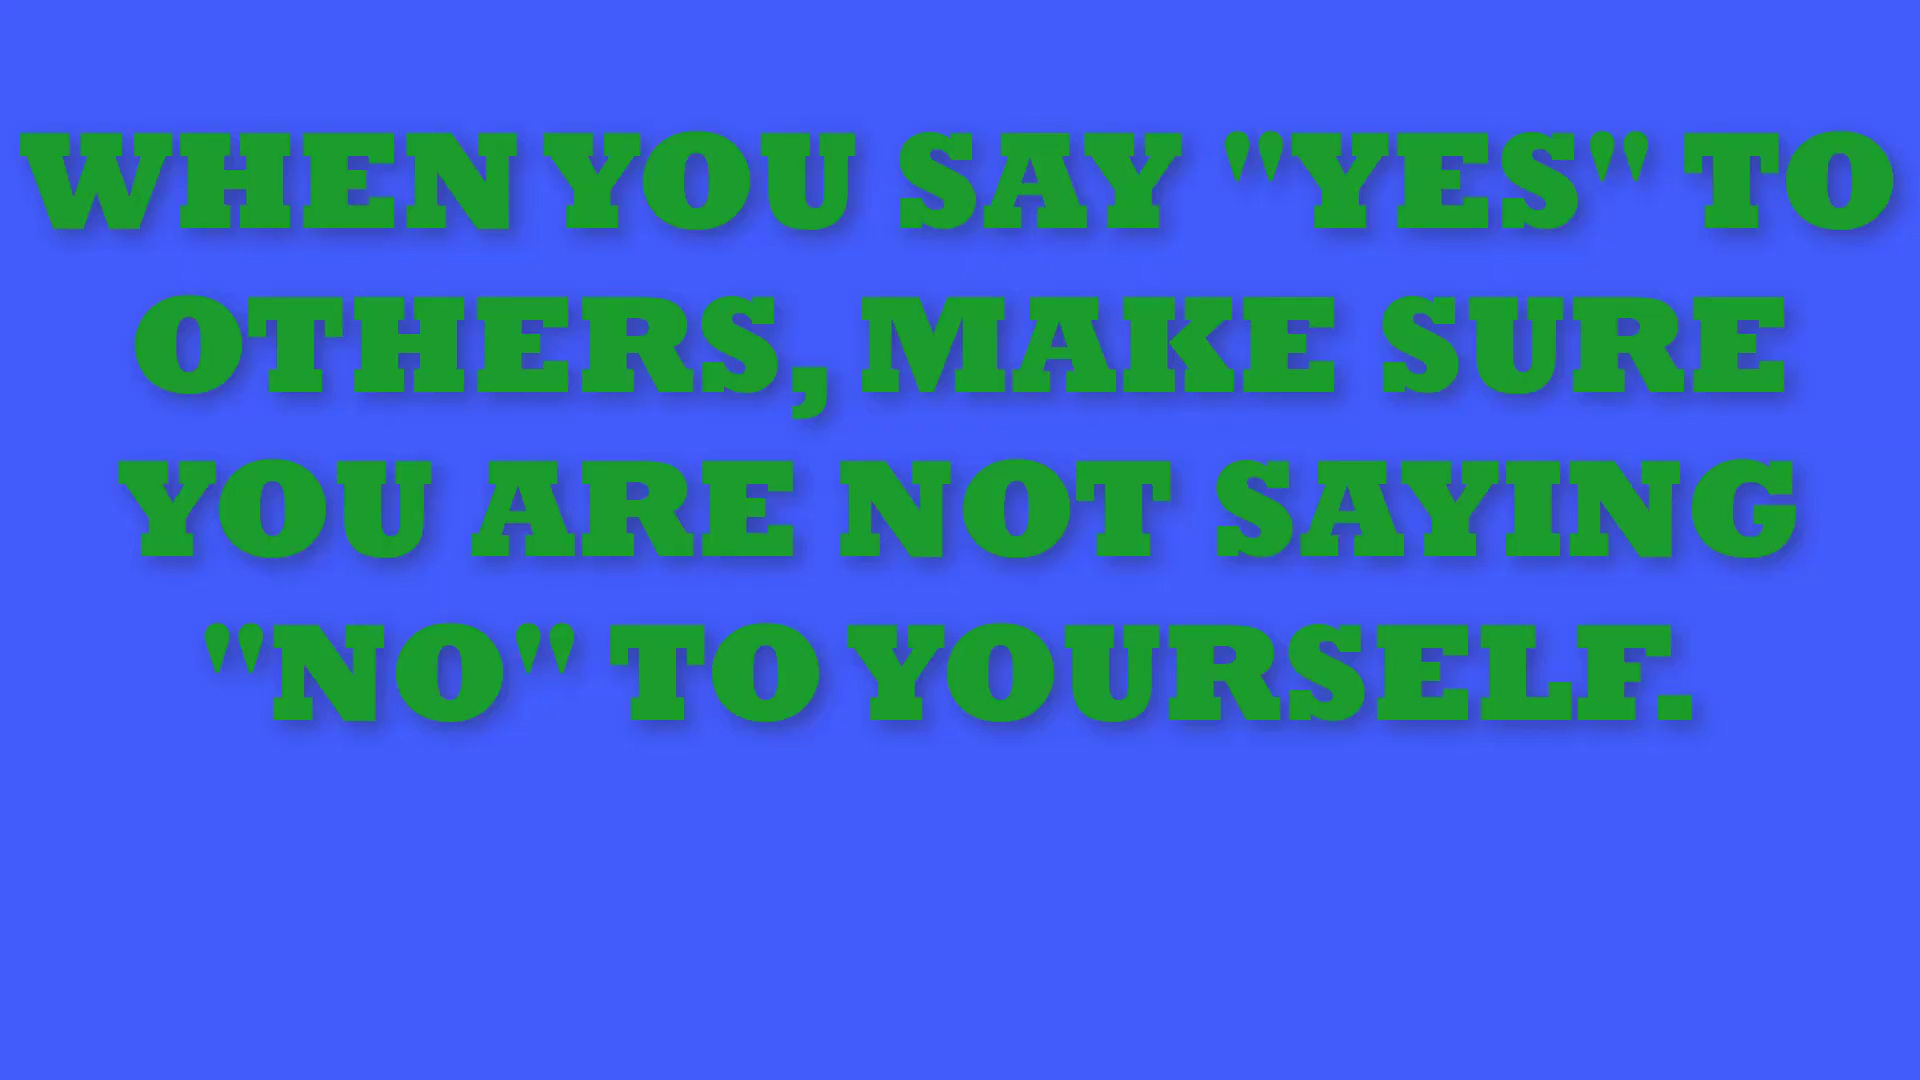 WHEN YOU SAY "YES" TO
OTHERS, MAKE SURE
YOU ARE NOT SAYING
"NO" TO YOURSELF.